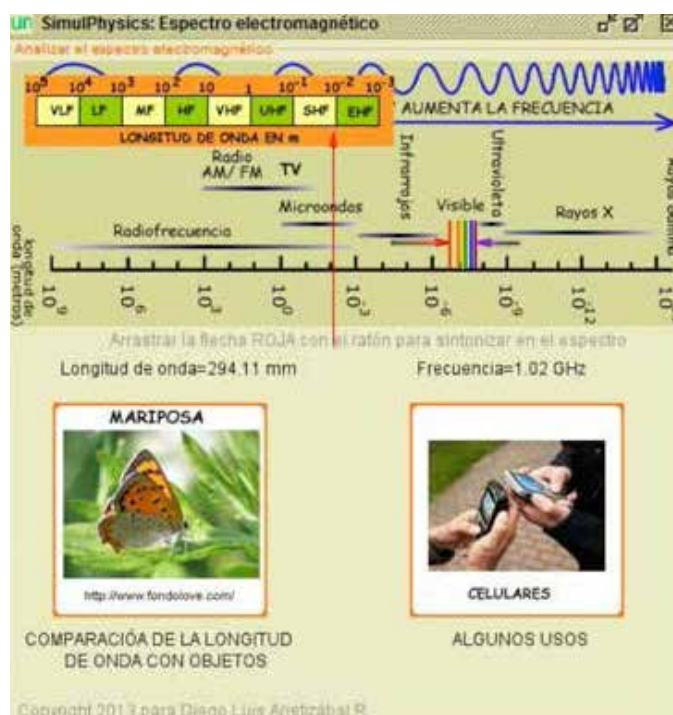 un SimulPhysics: Espectro electromagnético
Analizar el espectro electromagnético
10⁵ 10⁴ 10³ 10² 10 1 10⁻¹ 10⁻² 10⁻³
VLF LF MF HF VHF UHF SHF EHF
AUMENTA LA FRECUENCIA
LONGITUD DE ONDA EN m
Radio
AM/ FM
TV
Microondas
Infrarrojos
Visible
Ultravioleta
Rayos X
Rayos
Radiofrecuencia
longitud de
onda (metros)
10⁹ 10⁶ 10³ 10⁰ 10⁻³ 10⁻⁶ 10⁻⁹ 10⁻¹²
Arrastrar la flecha ROJA con el ratón para sintonizar en el espectro
Longitud de onda=294.11 mm
Frecuencia=1.02 GHz
MARIPOSA
http://www.fondolove.com/
CELULARES
COMPARACIÓA DE LA LONGITUD
DE ONDA CON OBJETOS
ALGUNOS USOS
Copyright 2013 para Diego Luis Aristizábal R.